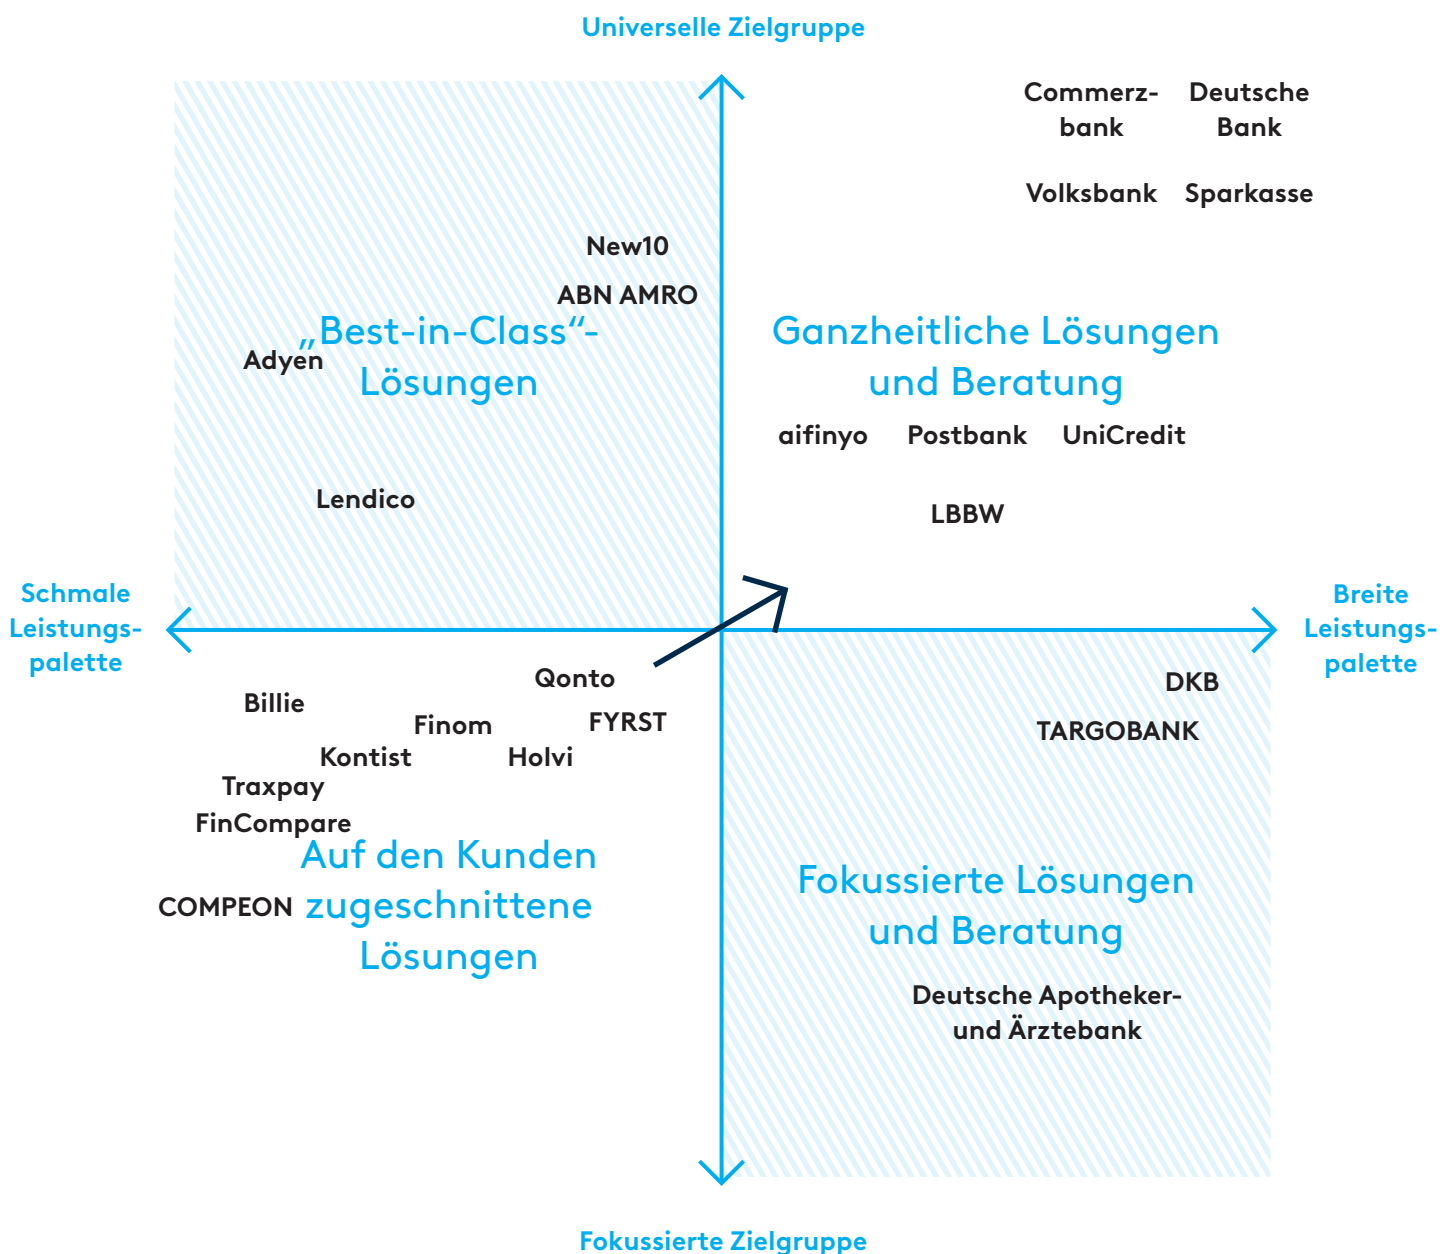 Universelle Zielgruppe
Commerz-
bank
Deutsche
Bank
Volksbank
Sparkasse
New10
ABN AMRO
„Best-in-Class“-
Lösungen
Adyen
Lendico
Ganzheitliche Lösungen
und Beratung
aifinyo
Postbank
UniCredit
LBBW
Schmale
Leistungs-
palette
Breite
Leistungs-
palette
Qonto
Billie
Finom
FYRST
Kontist
Holvi
Traxpay
FinCompare
Auf den Kunden
zugeschnittene
Lösungen
COMPEON
DKB
TARGOBANK
Fokussierte Lösungen
und Beratung
Deutsche Apotheker-
und Ärztebank
Fokussierte Zielgruppe